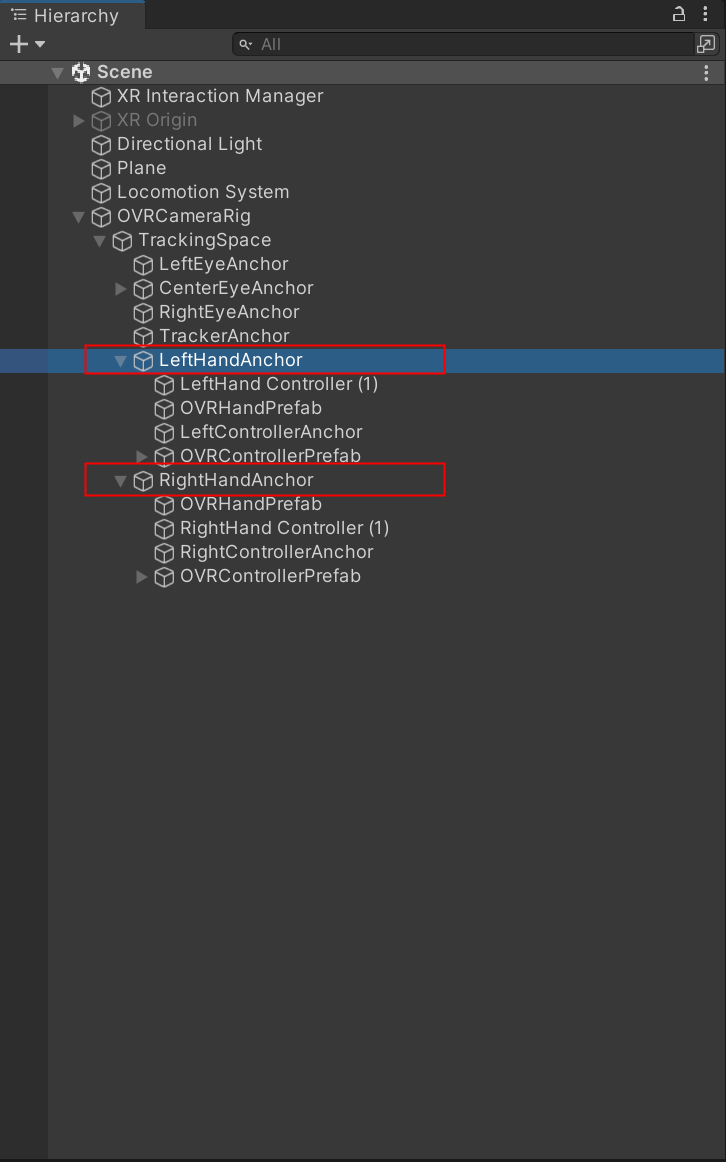 Hierarchy
All
Scene
XR Interaction Manager
XR Origin
Directional Light
Plane
Locomotion System
OVRCameraRig
TrackingSpace
LeftEyeAnchor
CenterEyeAnchor
RightEyeAnchor
TrackerAnchor
LeftHandAnchor
LeftHand Controller (1)
OVRHandPrefab
LeftControllerAnchor
OVRControllerPrefab
RightHandAnchor
OVRHandPrefab
RightHand Controller (1)
RightControllerAnchor
OVRControllerPrefab